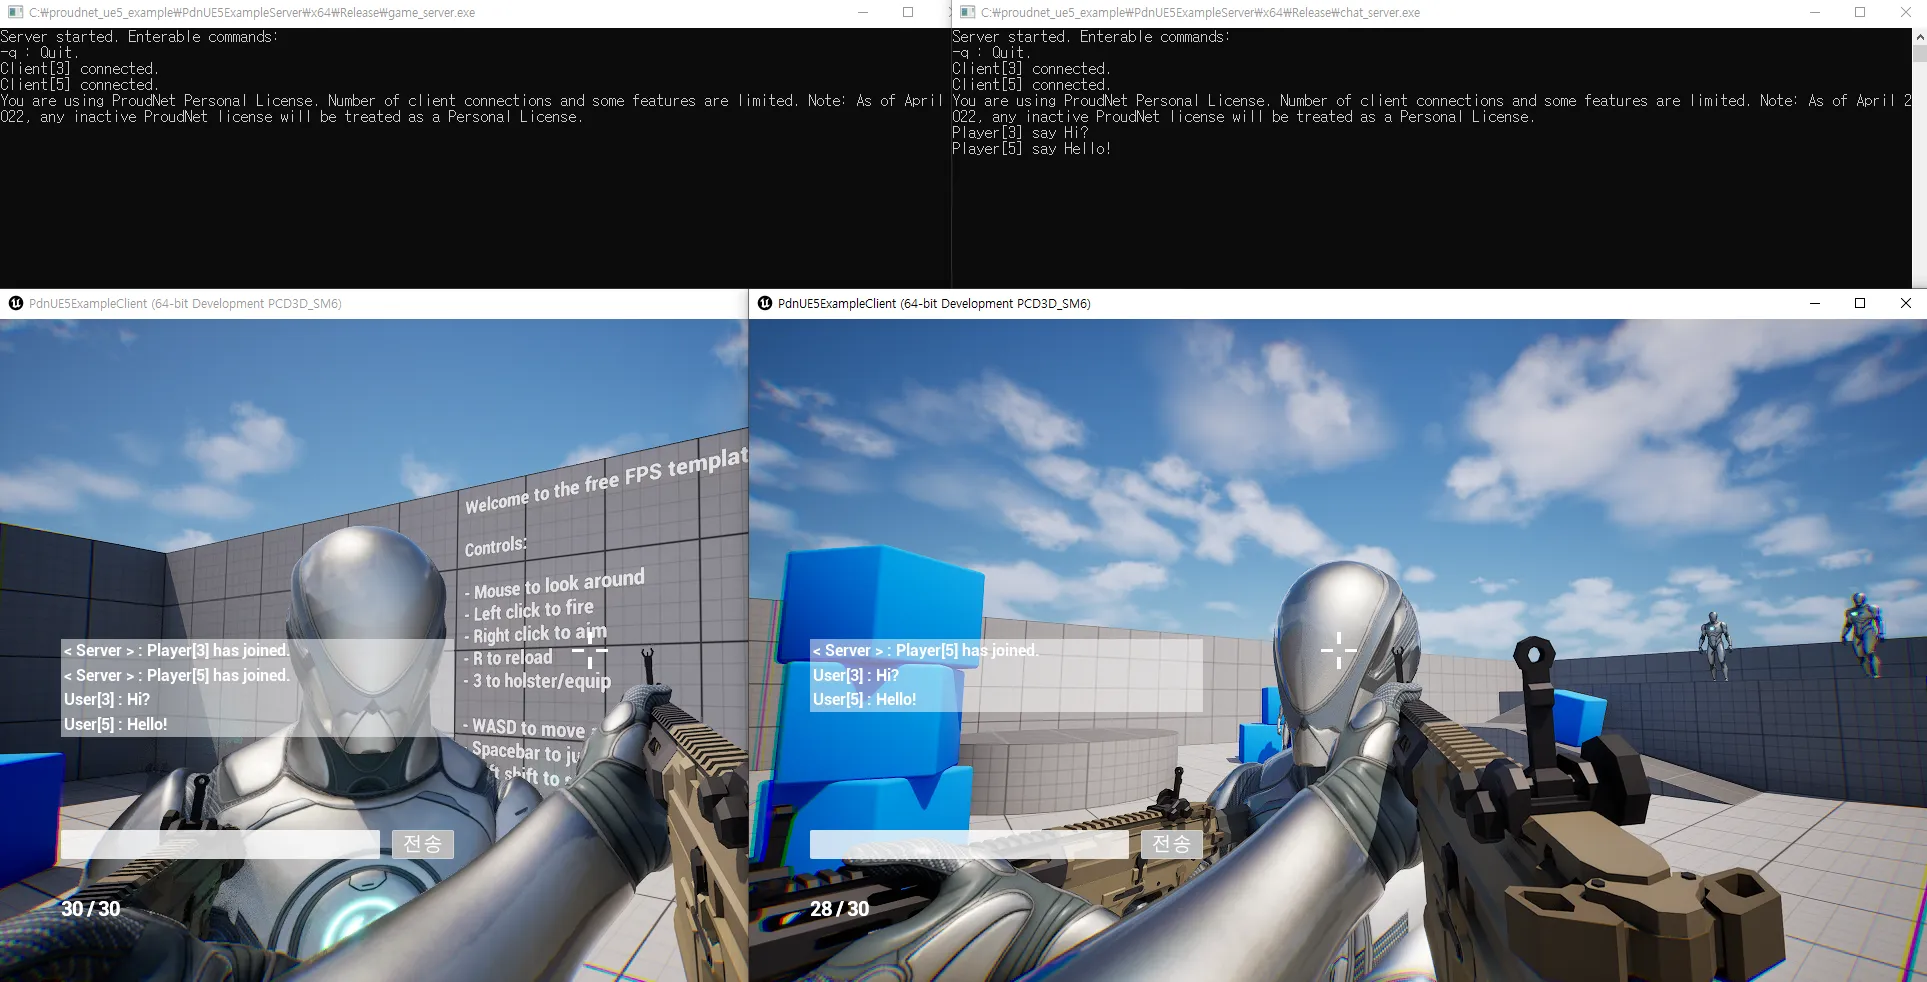 C:₩proudnet_ue5_example₩PdnUE5ExampleServer₩x64₩Release₩game_server.exe
Server started. Enterable commands:
-q : Quit.
Client[3] connected.
Client[5] connected.
You are using ProudNet Personal License. Number of client connections and some features are limited. Note: As of April
022, any inactive ProudNet license will be treated as a Personal License.
C:₩proudnet_ue5_example₩PdnUE5ExampleServer₩x64₩Release₩chat_server.exe
Server started. Enterable commands:
-q : Quit.
Client[3] connected.
Client[5] connected.
You are using ProudNet Personal License. Number of client connections and some features are limited. Note: As of April 2
022, any inactive ProudNet license will be treated as a Personal License.
Player[3] say Hi?
Player[5] say Hello!
PdnUE5ExampleClient (64-bit Development PCD3D_SM6)
Welcome to the free FPS templat
Controls:
- Mouse to look around
- Left click to fire
- Right click to aim
- R to reload
- 3 to holster/equip
- WASD to move
- Spacebar to ju
ft shift to
< Server > : Player[3] has joined.
< Server > : Player[5] has joined.
User[3] : Hi?
User[5] : Hello!
전송
30 / 30
PdnUE5ExampleClient (64-bit Development PCD3D_SM6)
< Server > : Player[5] has joined.
User[3] : Hi?
User[5] : Hello!
전송
28 / 30